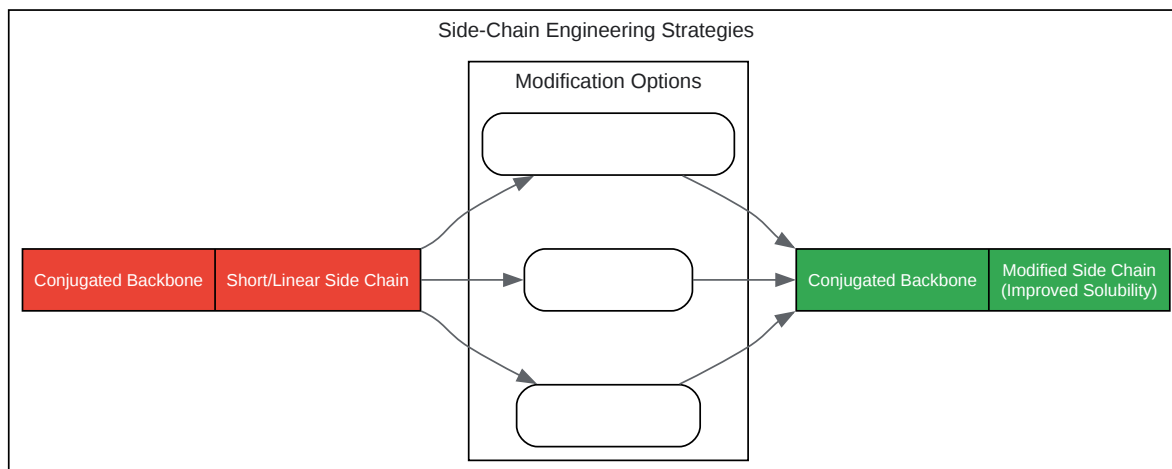 Side-Chain Engineering Strategies
Modification Options
Conjugated Backbone
Short/Linear Side Chain
Conjugated Backbone
Modified Side Chain
(Improved Solubility)